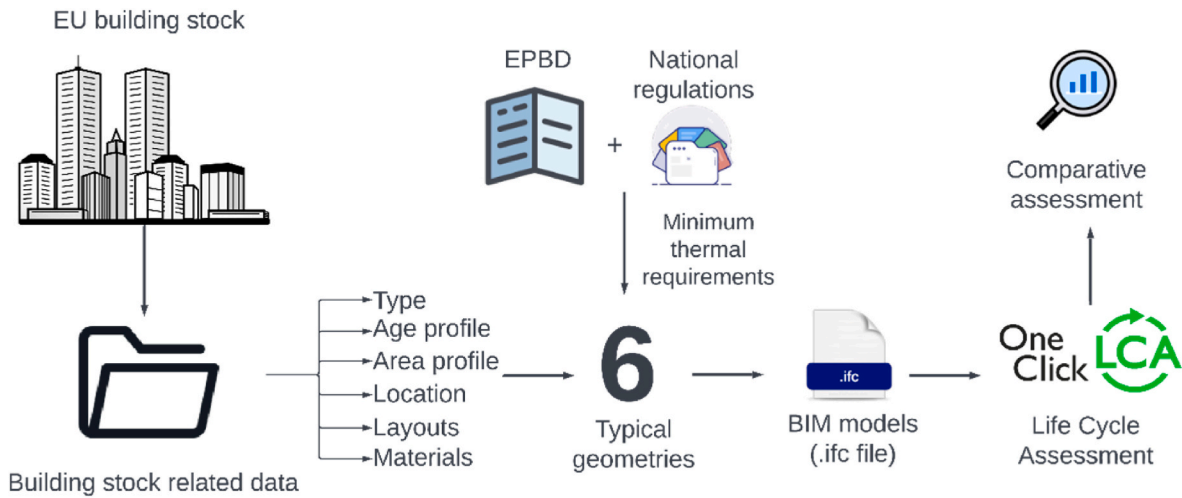 EU building stock
Building stock related data
Type
Age profile
Area profile
Location
Layouts
Materials
EPBD
+
National
regulations
Minimum
thermal
requirements
6
Typical
geometries
.ifc
BIM models
(.ifc file)
One
Click
LCA
Life Cycle
Assessment
Comparative
assessment